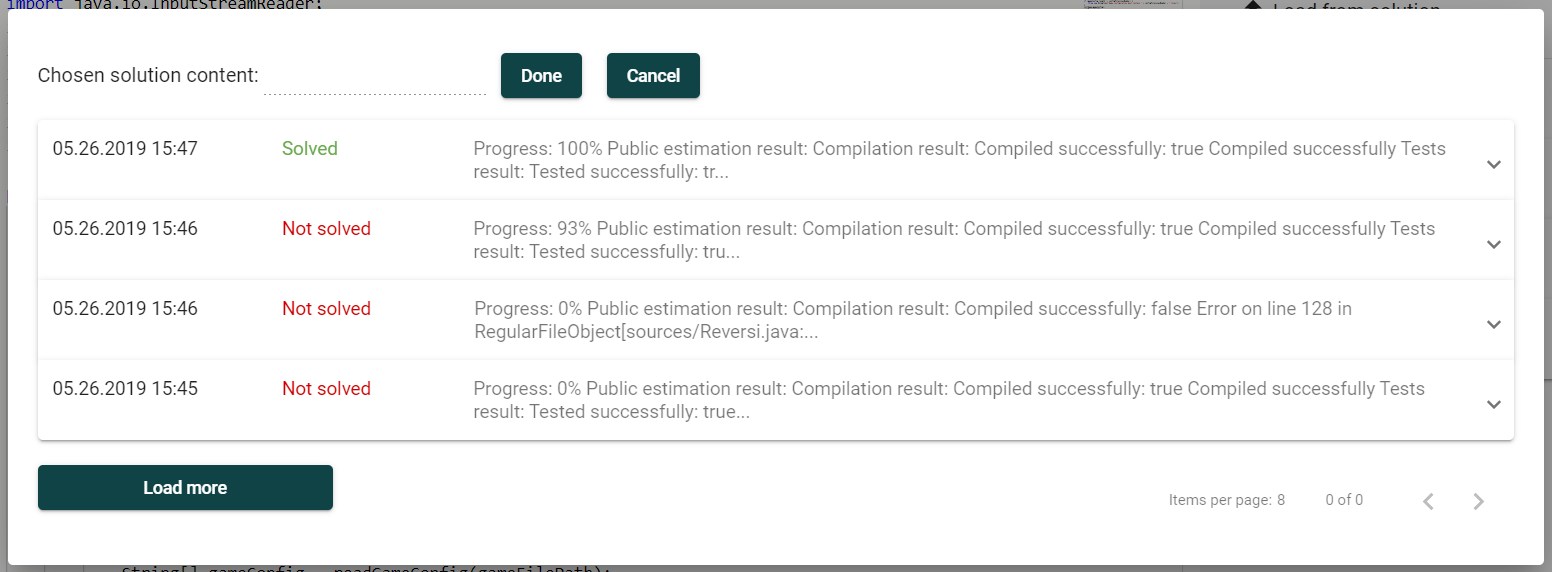 import java.io.InputStreamReader;
Load from solution
Chosen solution content:
Done
Cancel
05.26.2019 15:47
Solved
Progress: 100% Public estimation result: Compilation result: Compiled successfully: true Compiled successfully Tests
result: Tested successfully: tr...
05.26.2019 15:46
Not solved
Progress: 93% Public estimation result: Compilation result: Compiled successfully: true Compiled successfully Tests
result: Tested successfully: tru...
05.26.2019 15:46
Not solved
Progress: 0% Public estimation result: Compilation result: Compiled successfully: false Error on line 128 in
RegularFileObject[sources/Reversi.java:...
05.26.2019 15:45
Not solved
Progress: 0% Public estimation result: Compilation result: Compiled successfully: true Compiled successfully Tests
result: Tested successfully: true...
Load more
Items per page: 8
0 of 0
String[] gameConfig readGameConfig(gameFilePath);